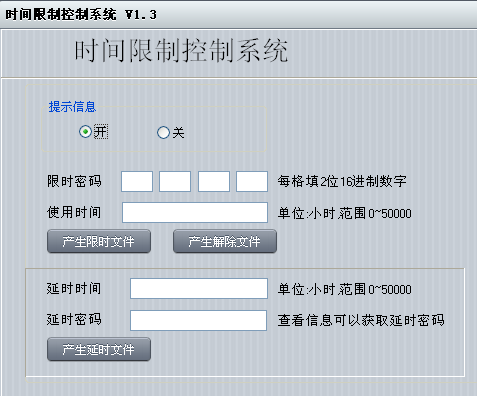 时间限制控制系统 V1.3
时间限制控制系统
提示信息
开 关
限时密码 每格填2位16进制数字
使用时间 单位:小时,范围0~50000
产生限时文件 产生解除文件
延时时间 单位:小时,范围0~50000
延时密码 查看信息可以获取延时密码
产生延时文件